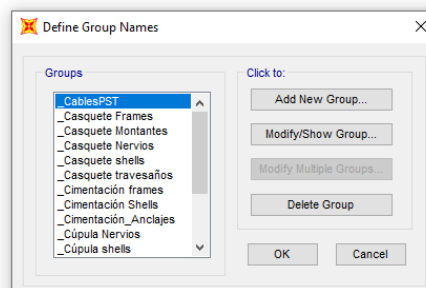 Define Group Names
Groups
_CablesPST
_Casquete Frames
_Casquete Montantes
_Casquete Nervios
_Casquete shells
_Casquete travesaños
_Cimentación frames
_Cimentación Shells
_Cimentación_Anclajes
_Cúpula Nervios
_Cúpula shells
Click to:
Add New Group...
Modify/Show Group...
Modify Multiple Groups...
Delete Group
OK
Cancel